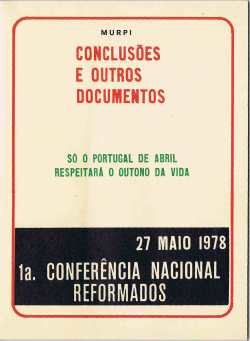 MURPI
CONCLUSÕES
E OUTROS
DOCUMENTOS
SÓ O PORTUGAL DE ABRIL
RESPEITARÁ O OUTONO DA VIDA
27 MAIO 1978
1a. CONFERÊNCIA NACIONAL
REFORMADOS